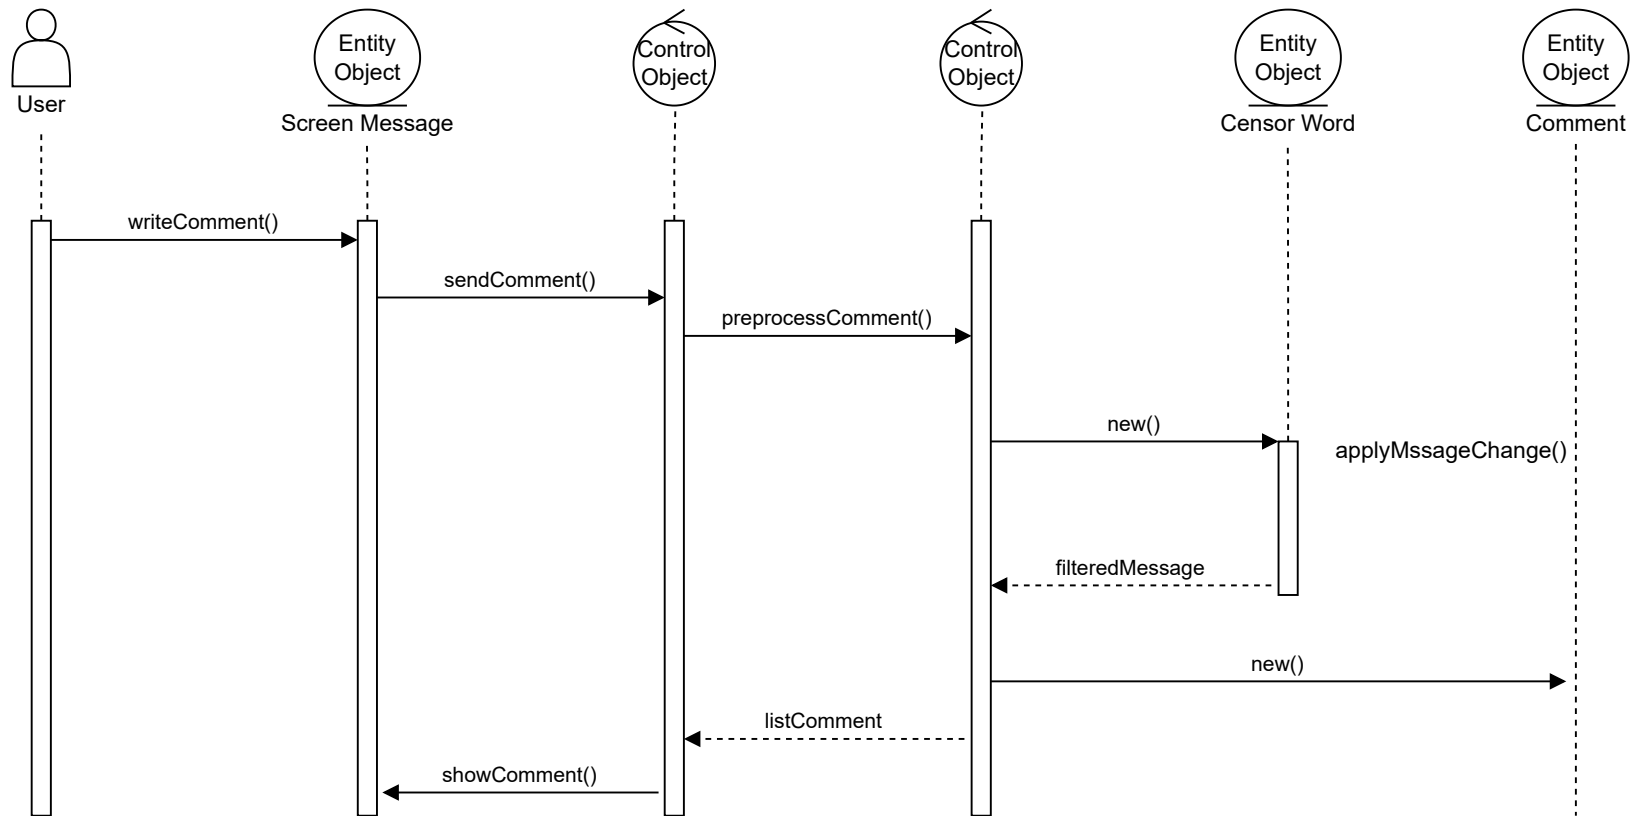 Entity
Object
Control
Object
Control
Object
Entity
Object
Entity
Object
User
Screen Message
Censor Word
Comment
writeComment()
sendComment()
preprocessComment()
new()
applyMssageChange()
filteredMessage
new()
listComment
showComment()